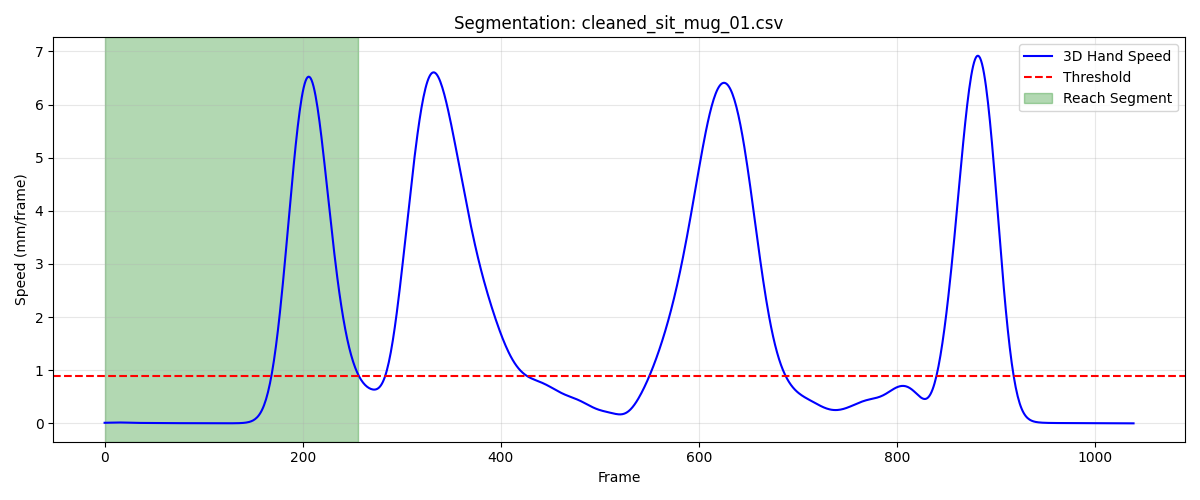 Segmentation: cleaned_sit_mug_01.csv
3D Hand Speed
Threshold
Reach Segment
Speed (mm/frame)
7
6
5
4
3
2
1
0
0 200 400 600 800 1000
Frame